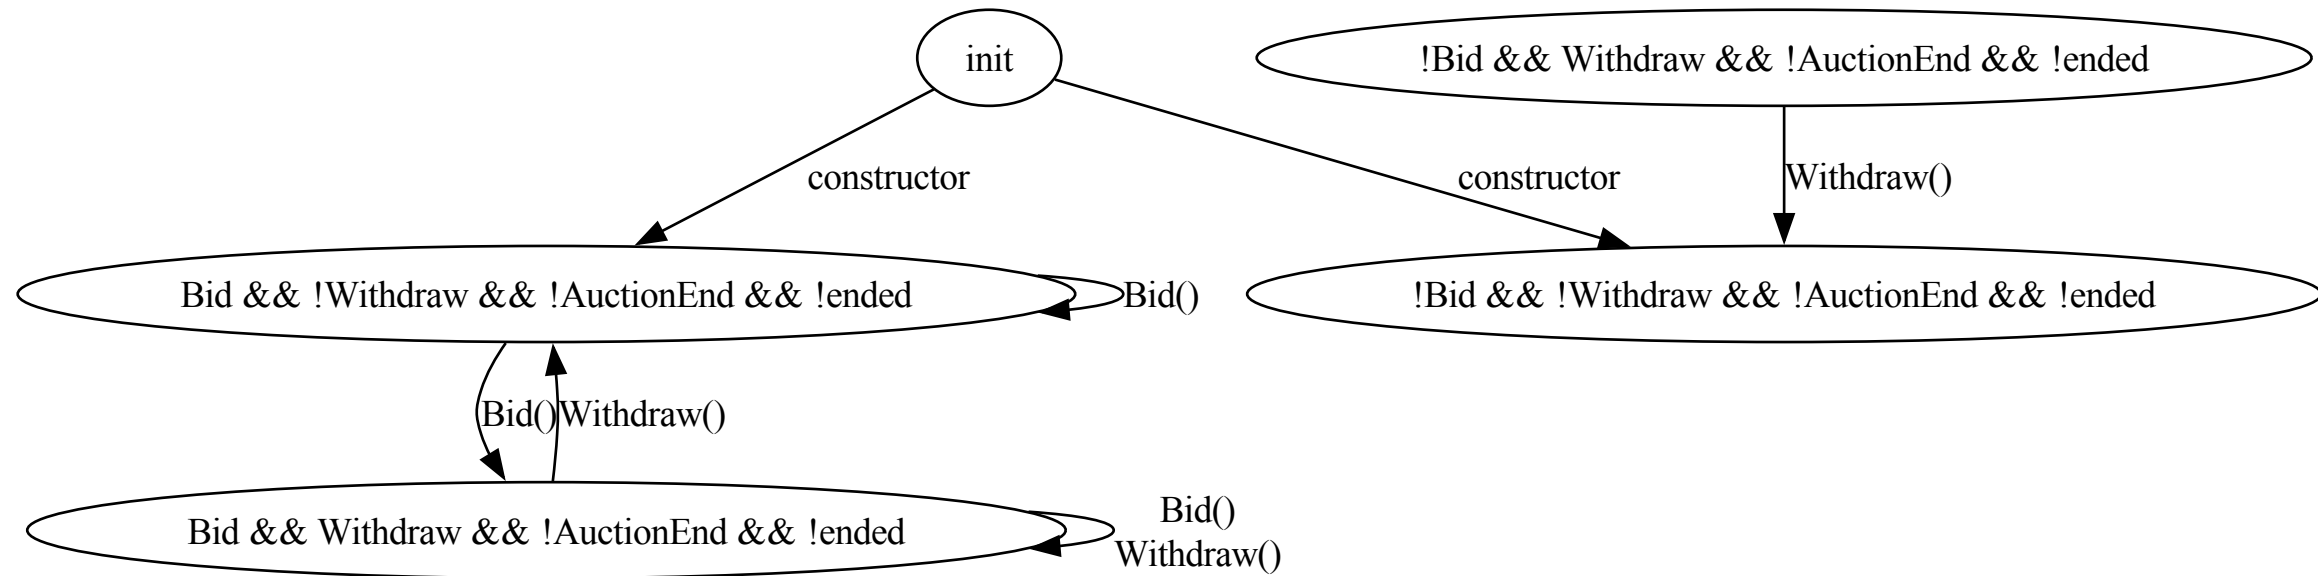 init
!Bid && Withdraw && !AuctionEnd && !ended
constructor
constructor
Withdraw()
Bid && !Withdraw && !AuctionEnd && !ended
Bid()
!Bid && !Withdraw && !AuctionEnd && !ended
Bid()
Withdraw()
Bid && Withdraw && !AuctionEnd && !ended
Bid()
Withdraw()